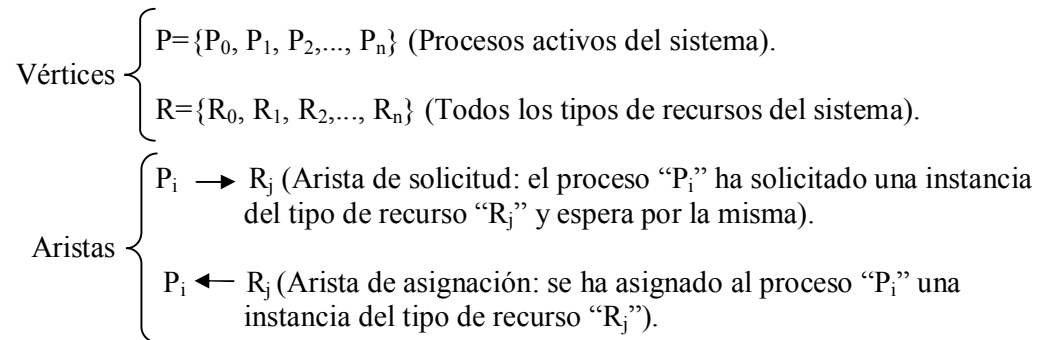 P={P₀, P₁, P₂,..., Pₙ} (Procesos activos del sistema).
Vértices
R={R₀, R₁, R₂,..., Rₙ} (Todos los tipos de recursos del sistema).
Pᵢ → Rⱼ (Arista de solicitud: el proceso “Pᵢ” ha solicitado una instancia
del tipo de recurso “Rⱼ” y espera por la misma).
Aristas
Pᵢ ← Rⱼ (Arista de asignación: se ha asignado al proceso “Pᵢ” una
instancia del tipo de recurso “Rⱼ”).